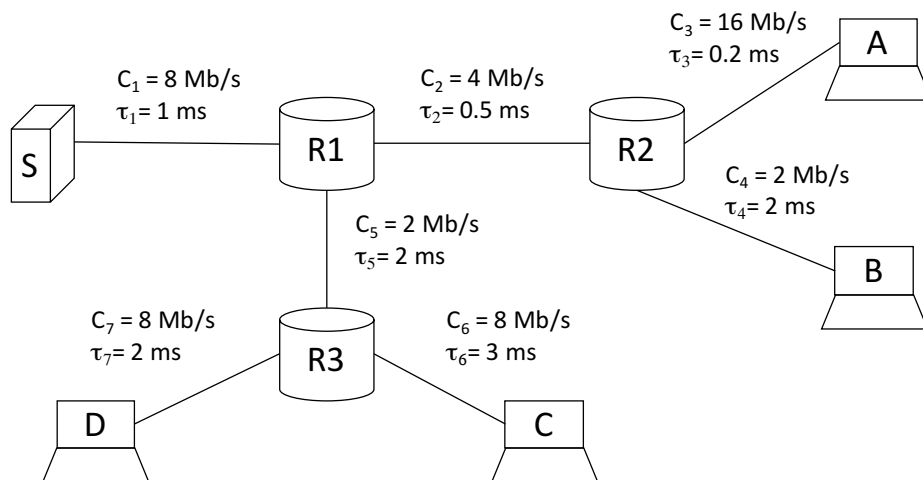 C₃ = 16 Mb/s
τ₃= 0.2 ms
A
C₁ = 8 Mb/s
τ₁= 1 ms
C₂ = 4 Mb/s
τ₂= 0.5 ms
S
R1
R2
C₄ = 2 Mb/s
τ₄= 2 ms
C₅ = 2 Mb/s
τ₅= 2 ms
B
C₇ = 8 Mb/s
τ₇= 2 ms
C₆ = 8 Mb/s
τ₆= 3 ms
R3
D
C